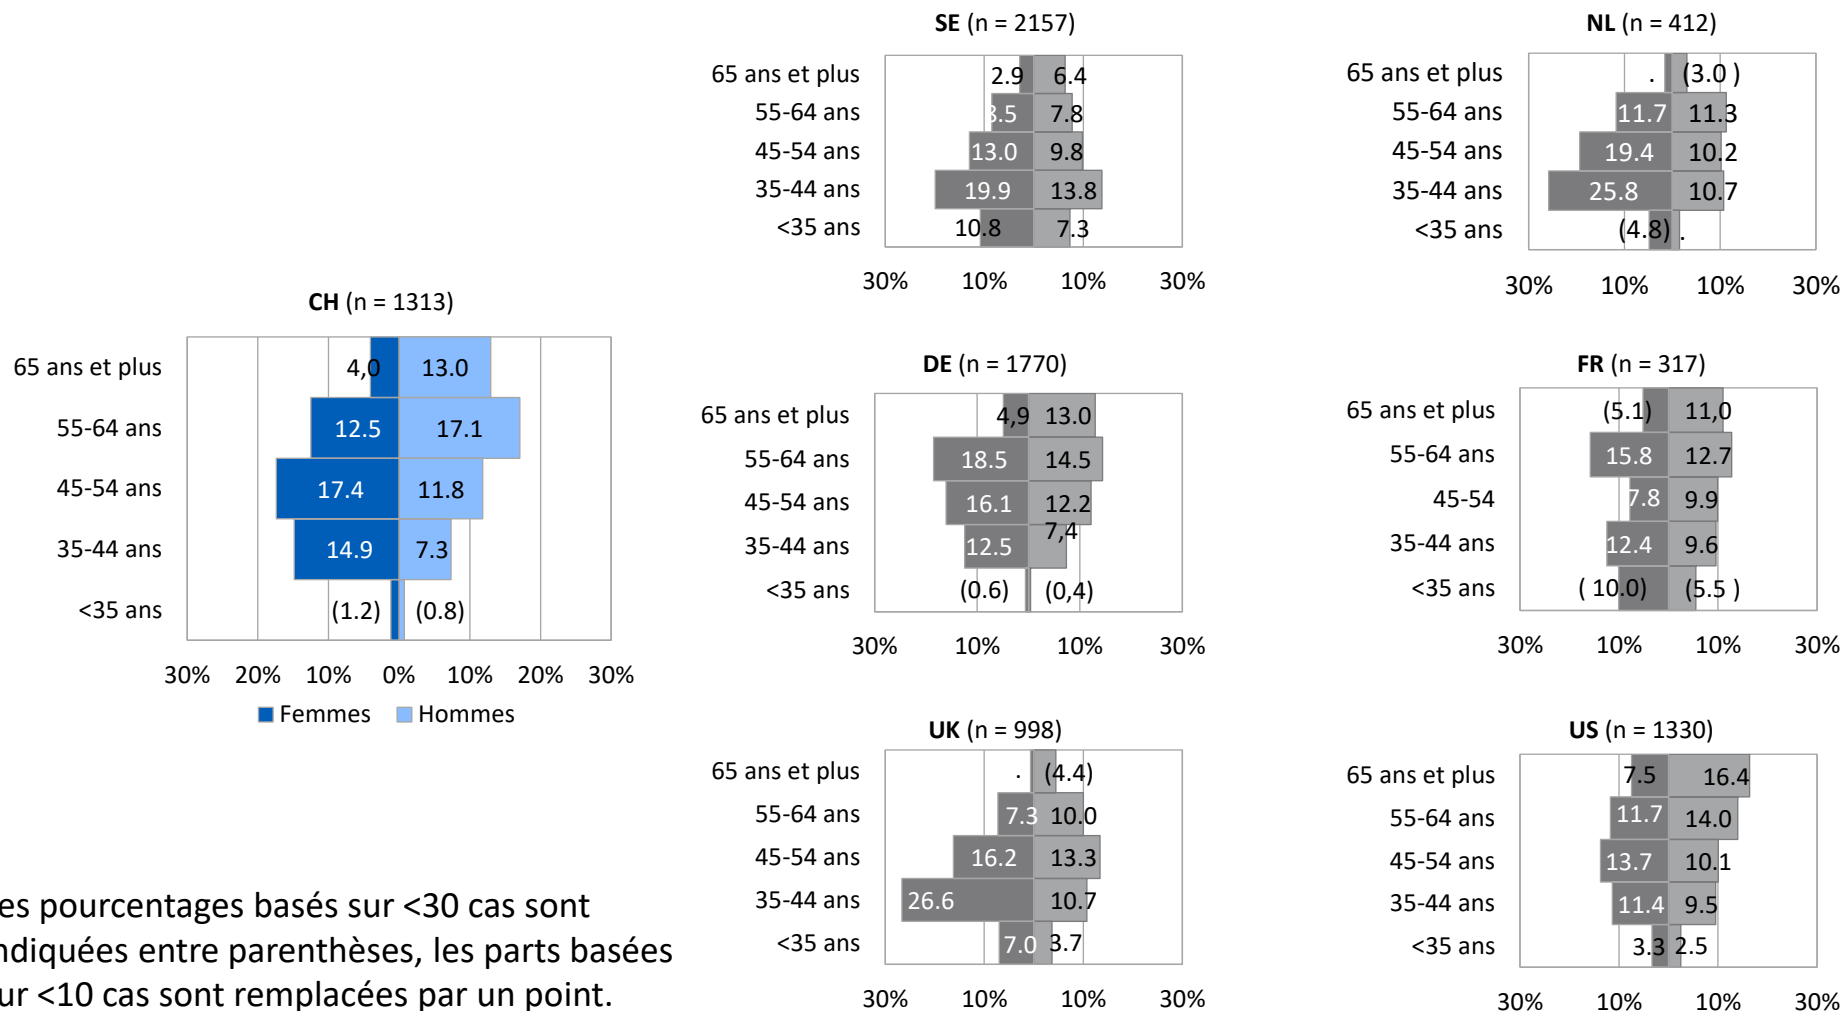 SE (n = 2157)
65 ans et plus 2.9 6.4
55-64 ans 8.5 7.8
45-54 ans 13.0 9.8
35-44 ans 19.9 13.8
<35 ans 10.8 7.3
30% 10% 10% 30%
NL (n = 412)
65 ans et plus . (3.0 )
55-64 ans 11.7 11.3
45-54 ans 19.4 10.2
35-44 ans 25.8 10.7
<35 ans (4.8) .
30% 10% 10% 30%
CH (n = 1313)
65 ans et plus 4,0 13.0
55-64 ans 12.5 17.1
45-54 ans 17.4 11.8
35-44 ans 14.9 7.3
<35 ans (1.2) (0.8)
30% 20% 10% 0% 10% 20% 30%
Femmes Hommes
DE (n = 1770)
65 ans et plus 4,9 13.0
55-64 ans 18.5 14.5
45-54 ans 16.1 12.2
35-44 ans 12.5 7,4
<35 ans (0.6) (0,4)
30% 10% 10% 30%
FR (n = 317)
65 ans et plus (5.1) 11,0
55-64 ans 15.8 12.7
45-54 7.8 9.9
35-44 ans 12.4 9.6
<35 ans ( 10.0) (5.5 )
30% 10% 10% 30%
UK (n = 998)
65 ans et plus . (4.4)
55-64 ans 7.3 10.0
45-54 ans 16.2 13.3
35-44 ans 26.6 10.7
<35 ans 7.0 3.7
30% 10% 10% 30%
US (n = 1330)
65 ans et plus 7.5 16.4
55-64 ans 11.7 14.0
45-54 ans 13.7 10.1
35-44 ans 11.4 9.5
<35 ans 3.3 2.5
30% 10% 10% 30%
es pourcentages basés sur <30 cas sont
ndiquées entre parenthèses, les parts basées
ur <10 cas sont remplacées par un point.